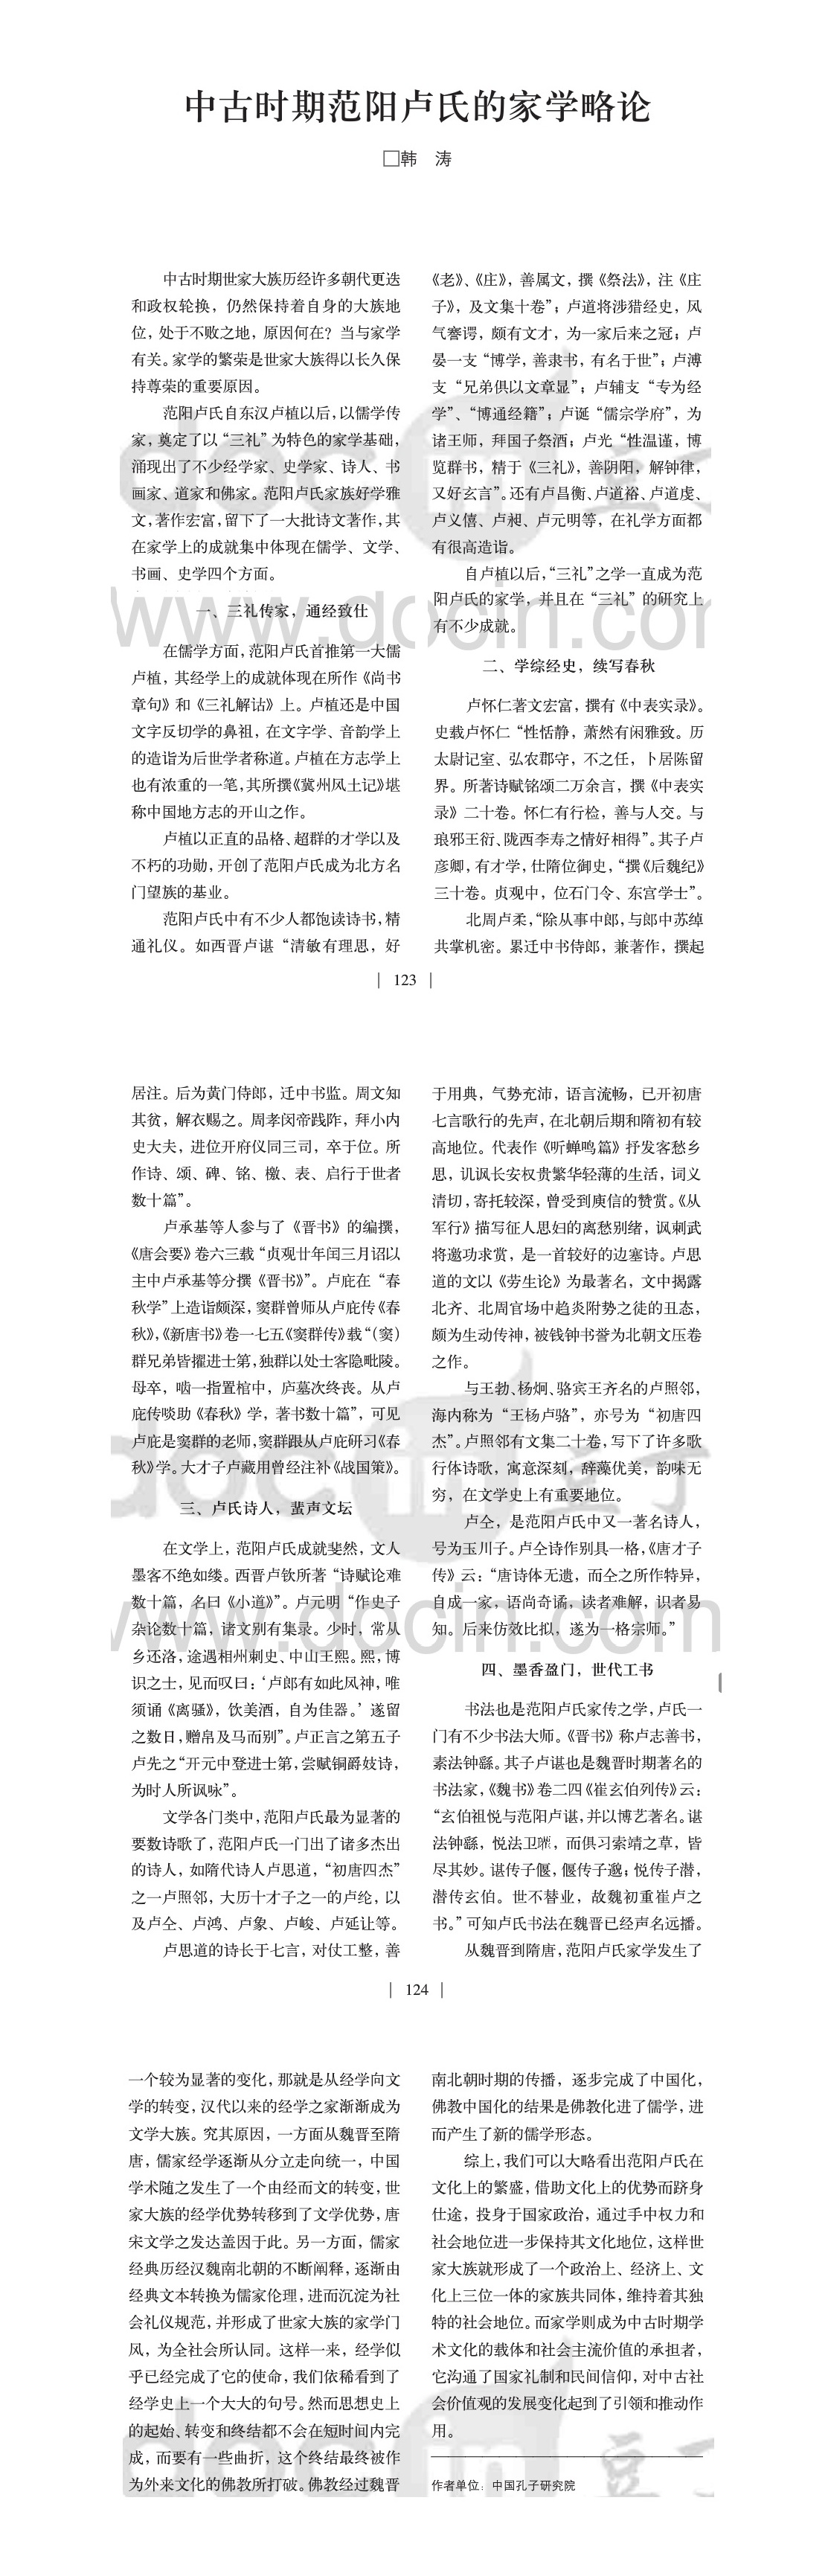 中古时期范阳卢氏的家学略论
□韩 涛
中古时期世家大族历经许多朝代更迭
和政权轮换，仍然保持着自身的大族地
位，处于不败之地，原因何在？当与家学
有关。家学的繁荣是世家大族得以长久保
持尊荣的重要原因。
范阳卢氏自东汉卢植以后，以儒学传
家，奠定了以“三礼”为特色的家学基础，
涌现出了不少经学家、史学家、诗人、书
画家、道家和佛家。范阳卢氏家族好学雅
文，著作宏富，留下了一大批诗文著作，其
在家学上的成就集中体现在儒学、文学、
书画、史学四个方面。
一、三礼传家，通经致仕
在儒学方面，范阳卢氏首推第一大儒
卢植，其经学上的成就体现在所作《尚书
章句》和《三礼解诂》上。卢植还是中国
文字反切学的鼻祖，在文字学、音韵学上
的造诣为后世学者称道。卢植在方志学上
也有浓重的一笔，其所撰《冀州风土记》堪
称中国地方志的开山之作。
卢植以正直的品格、超群的才学以及
不朽的功勋，开创了范阳卢氏成为北方名
门望族的基业。
范阳卢氏中有不少人都饱读诗书，精
通礼仪。如西晋卢谌“清敏有理思，好
《老》、《庄》，善属文，撰《祭法》，注《庄
子》，及文集十卷”；卢道将涉猎经史，风
气謇谔，颇有文才，为一家后来之冠；卢
晏一支“博学，善隶书，有名于世”；卢溥
支“兄弟俱以文章显”；卢辅支“专为经
学”、“博通经籍”；卢诞“儒宗学府”，为
诸王师，拜国子祭酒；卢光“性温谨，博
览群书，精于《三礼》，善阴阳，解钟律，
又好玄言”。还有卢昌衡、卢道裕、卢道虔、
卢义僖、卢昶、卢元明等，在礼学方面都
有很高造诣。
自卢植以后，“三礼”之学一直成为范
阳卢氏的家学，并且在“三礼”的研究上
有不少成就。
二、学综经史，续写春秋
卢怀仁著文宏富，撰有《中表实录》。
史载卢怀仁“性恬静，萧然有闲雅致。历
太尉记室、弘农郡守，不之任，卜居陈留
界。所著诗赋铭颂二万余言，撰《中表实
录》二十卷。怀仁有行检，善与人交。与
琅邪王衍、陇西李寿之情好相得”。其子卢
彦卿，有才学，仕隋位御史，“撰《后魏纪》
三十卷。贞观中，位石门令、东宫学士”。
北周卢柔，“除从事中郎，与郎中苏绰
共掌机密。累迁中书侍郎，兼著作，撰起
| 123 |
居注。后为黄门侍郎，迁中书监。周文知
其贫，解衣赐之。周孝闵帝践阼，拜小内
史大夫，进位开府仪同三司，卒于位。所
作诗、颂、碑、铭、檄、表、启行于世者
数十篇”。
卢承基等人参与了《晋书》的编撰，
《唐会要》卷六三载“贞观廿年闰三月诏以
主中卢承基等分撰《晋书》”。卢庇在“春
秋学”上造诣颇深，窦群曾师从卢庇传《春
秋》，《新唐书》卷一七五《窦群传》载“（窦）
群兄弟皆擢进士第，独群以处士客隐毗陵。
母卒，啮一指置棺中，庐墓次终丧。从卢
庇传啖助《春秋》学，著书数十篇”，可见
卢庇是窦群的老师，窦群跟从卢庇研习《春
秋》学。大才子卢藏用曾经注补《战国策》。
三、卢氏诗人，蜚声文坛
在文学上，范阳卢氏成就斐然，文人
墨客不绝如缕。西晋卢钦所著“诗赋论难
数十篇，名曰《小道》”。卢元明“作史子
杂论数十篇，诸文别有集录。少时，常从
乡还洛，途遇相州刺史、中山王熙。熙，博
识之士，见而叹曰：‘卢郎有如此风神，唯
须诵《离骚》，饮美酒，自为佳器。’遂留
之数日，赠帛及马而别”。卢正言之第五子
卢先之“开元中登进士第，尝赋铜爵妓诗，
为时人所讽咏”。
文学各门类中，范阳卢氏最为显著的
要数诗歌了，范阳卢氏一门出了诸多杰出
的诗人，如隋代诗人卢思道，“初唐四杰”
之一卢照邻，大历十才子之一的卢纶，以
及卢仝、卢鸿、卢象、卢峻、卢延让等。
卢思道的诗长于七言，对仗工整，善
于用典，气势充沛，语言流畅，已开初唐
七言歌行的先声，在北朝后期和隋初有较
高地位。代表作《听蝉鸣篇》抒发客愁乡
思，讥讽长安权贵繁华轻薄的生活，词义
清切，寄托较深，曾受到庾信的赞赏。《从
军行》描写征人思妇的离愁别绪，讽刺武
将邀功求赏，是一首较好的边塞诗。卢思
道的文以《劳生论》为最著名，文中揭露
北齐、北周官场中趋炎附势之徒的丑态，
颇为生动传神，被钱钟书誉为北朝文压卷
之作。
与王勃、杨炯、骆宾王齐名的卢照邻，
海内称为“王杨卢骆”，亦号为“初唐四
杰”。卢照邻有文集二十卷，写下了许多歌
行体诗歌，寓意深刻，辞藻优美，韵味无
穷，在文学史上有重要地位。
卢仝，是范阳卢氏中又一著名诗人，
号为玉川子。卢仝诗作别具一格，《唐才子
传》云：“唐诗体无遗，而仝之所作特异，
自成一家，语尚奇谲，读者难解，识者易
知。后来仿效比拟，遂为一格宗师。”
四、墨香盈门，世代工书
书法也是范阳卢氏家传之学，卢氏一
门有不少书法大师。《晋书》称卢志善书，
素法钟繇。其子卢谌也是魏晋时期著名的
书法家，《魏书》卷二四《崔玄伯列传》云：
“玄伯祖悦与范阳卢谌，并以博艺著名。谌
法钟繇，悦法卫瓘，而俱习索靖之草，皆
尽其妙。谌传子偃，偃传子邈；悦传子潜，
潜传玄伯。世不替业，故魏初重崔卢之
书。”可知卢氏书法在魏晋已经声名远播。
从魏晋到隋唐，范阳卢氏家学发生了
| 124 |
一个较为显著的变化，那就是从经学向文
学的转变，汉代以来的经学之家渐渐成为
文学大族。究其原因，一方面从魏晋至隋
唐，儒家经学逐渐从分立走向统一，中国
学术随之发生了一个由经而文的转变，世
家大族的经学优势转移到了文学优势，唐
宋文学之发达盖因于此。另一方面，儒家
经典历经汉魏南北朝的不断阐释，逐渐由
经典文本转换为儒家伦理，进而沉淀为社
会礼仪规范，并形成了世家大族的家学门
风，为全社会所认同。这样一来，经学似
乎已经完成了它的使命，我们依稀看到了
经学史上一个大大的句号。然而思想史上
的起始、转变和终结都不会在短时间内完
成，而要有一些曲折，这个终结最终被作
为外来文化的佛教所打破。佛教经过魏晋
南北朝时期的传播，逐步完成了中国化，
佛教中国化的结果是佛教化进了儒学，进
而产生了新的儒学形态。
综上，我们可以大略看出范阳卢氏在
文化上的繁盛，借助文化上的优势而跻身
仕途，投身于国家政治，通过手中权力和
社会地位进一步保持其文化地位，这样世
家大族就形成了一个政治上、经济上、文
化上三位一体的家族共同体，维持着其独
特的社会地位。而家学则成为中古时期学
术文化的载体和社会主流价值的承担者，
它沟通了国家礼制和民间信仰，对中古社
会价值观的发展变化起到了引领和推动作
用。
作者单位：中国孔子研究院